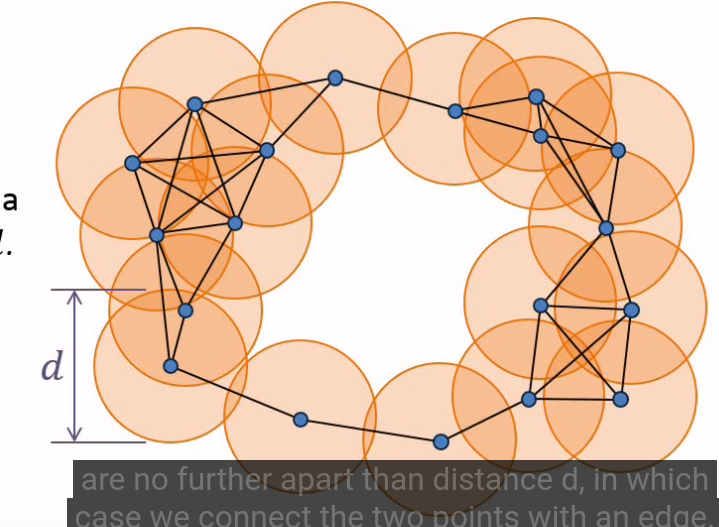 a
l.
d
are no further apart than distance d, in which
case we connect the two points with an edge